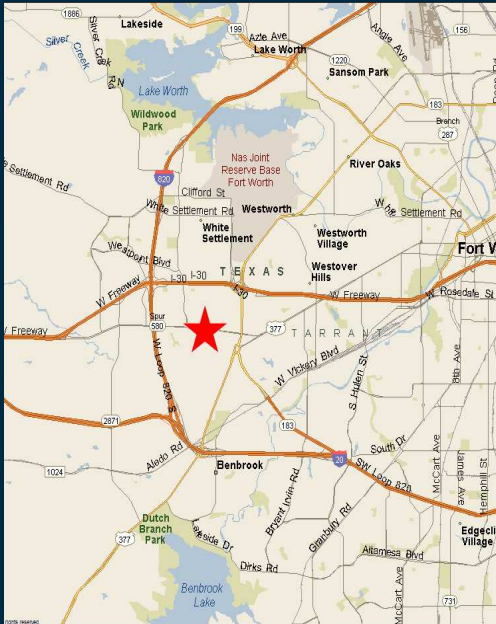 1886
Lakeside
Silver Creek Rd N
Silver Creek
199
Azle Ave
Lake Worth
Angle Ave
156
1220
Sansom Park
Lake Worth
183
Wildwood
Park
Branch
287
Nas Joint
Reserve Base
Fort Worth
River Oaks
e Settlement Rd
820
Clifford St
White Settlement Rd
Westworth
Settlement Rd
White
Settlement
Westworth
Village
Fort W
Westpoint Blvd
TEXAS
Westover
Hills
W Freeway
I-30
I-30
I-30
W Freeway
W Rosedale St
Spur
580
W Freeway
377
TARRANT
W Loop 820 S
W Vickery Blvd
S Hulen St
8th Ave
2871
183
South Dr
McCart Ave
James Ave
Hemphill St
Aledo Rd
20
1024
Benbrook
SW Loop 820
Bryant Irvin Rd
Granbury Rd
Dutch
Branch
Park
377
Lakeside Dr
Edgecli
Village
Altamesa Blvd
Dirks Rd
Benbrook
Lake
McCart Ave
731
rights reserved